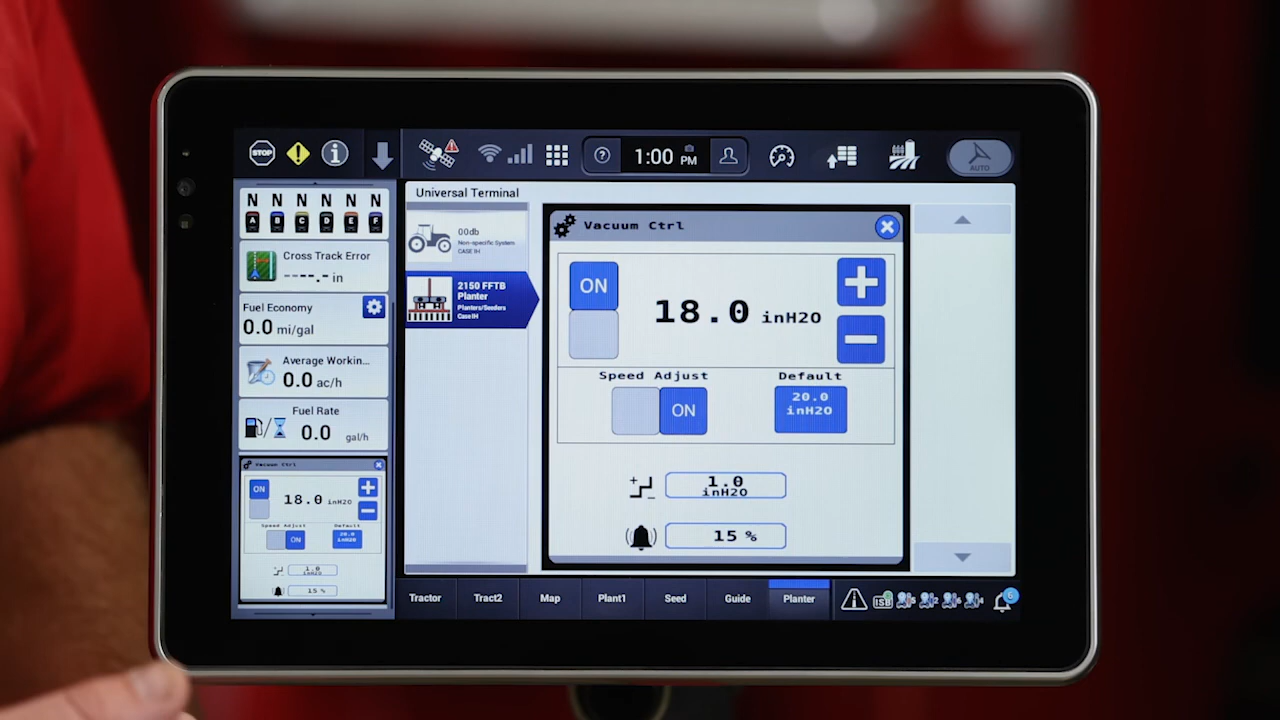 STOP
1:00 PM
AUTO
N N N N N N
A B C D E F
Cross Track Error
----.- in
Fuel Economy
0.0 mi/gal
Average Workin...
0.0 ac/h
Fuel Rate
0.0 gal/h
Vacuum Ctrl
ON
18.0 inH2O
Speed Adjust
Default
ON
20.0
inH2O
1.0
inH2O
15 %
Universal Terminal
00db
Non-specific System
CASE IH
2150 FFTB
Planter
Planters/Seeders
Case IH
Vacuum Ctrl
ON
18.0 inH2O
Speed Adjust
Default
ON
20.0
inH2O
1.0
inH2O
15 %
Tractor
Tract2
Map
Plant1
Seed
Guide
Planter
ISB
6